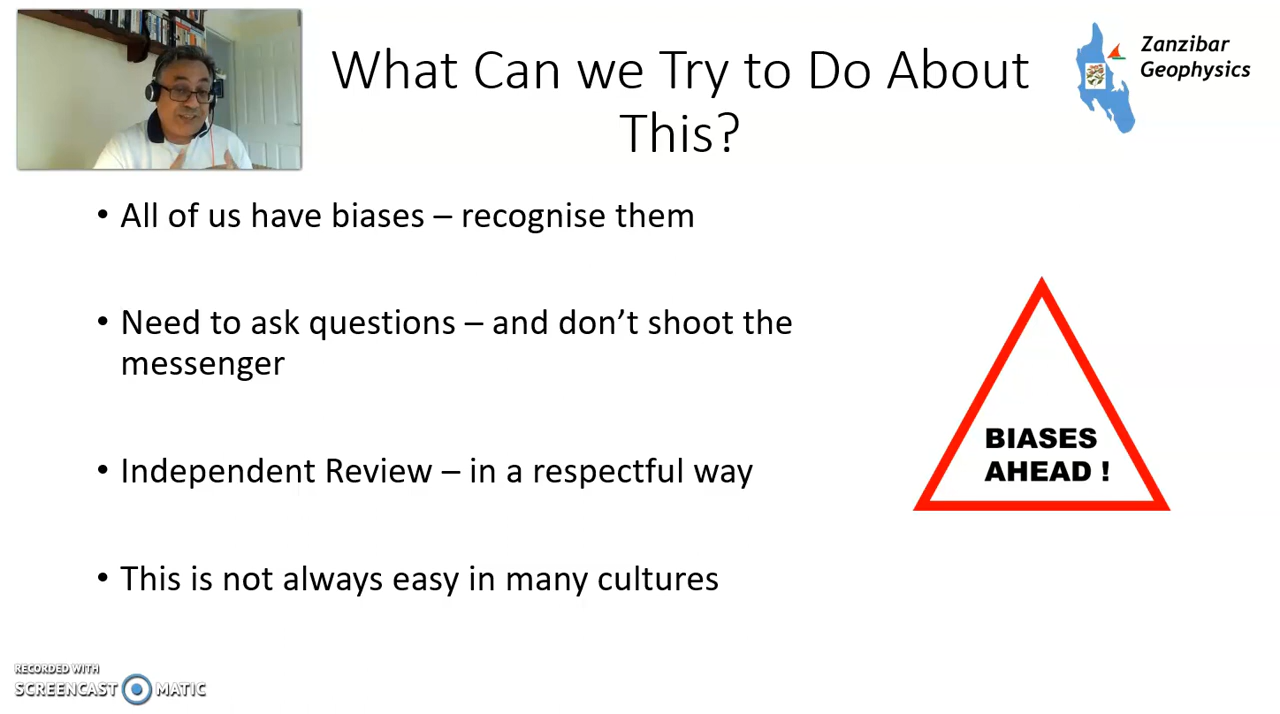 What Can we Try to Do About
This?
Zanzibar
Geophysics
• All of us have biases – recognise them
• Need to ask questions – and don’t shoot the
messenger
• Independent Review – in a respectful way
• This is not always easy in many cultures
BIASES
AHEAD !
RECORDED WITH
SCREENCAST MATIC